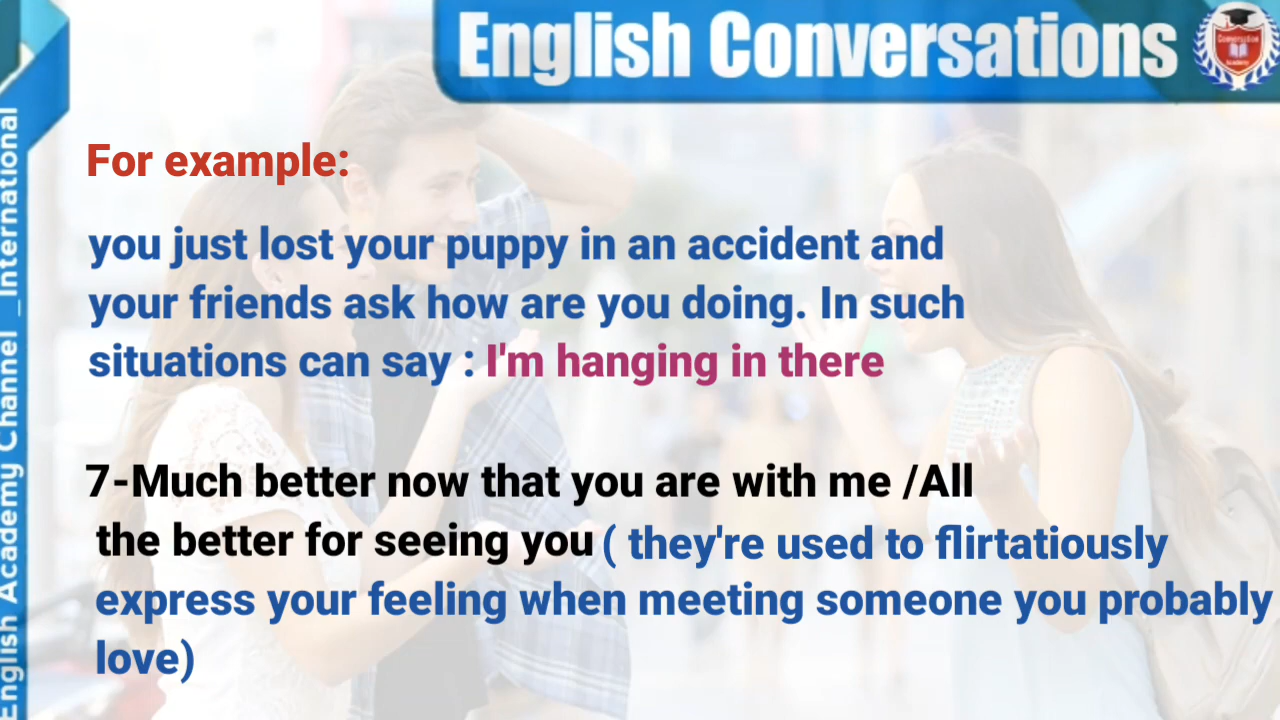 English Conversations
Conversation
Academy
English Academy Channel _International
For example:
you just lost your puppy in an accident and
your friends ask how are you doing. In such
situations can say : I'm hanging in there
7-Much better now that you are with me /All
the better for seeing you ( they're used to flirtatiously
express your feeling when meeting someone you probably
love)